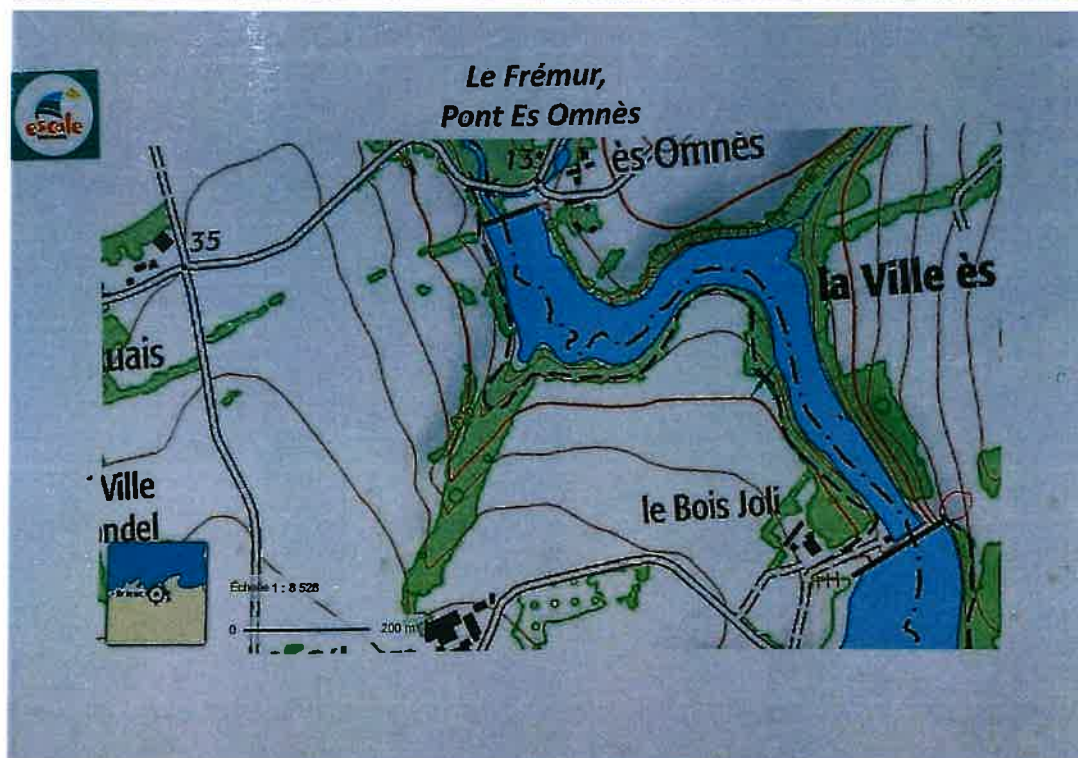 Le Frémur,
Pont Es Omnès
escale
13
ès Omnès
35
la Ville ès
uais
Ville
ndel
le Bois Joli
Échelle 1 : 8 528
0
200 m